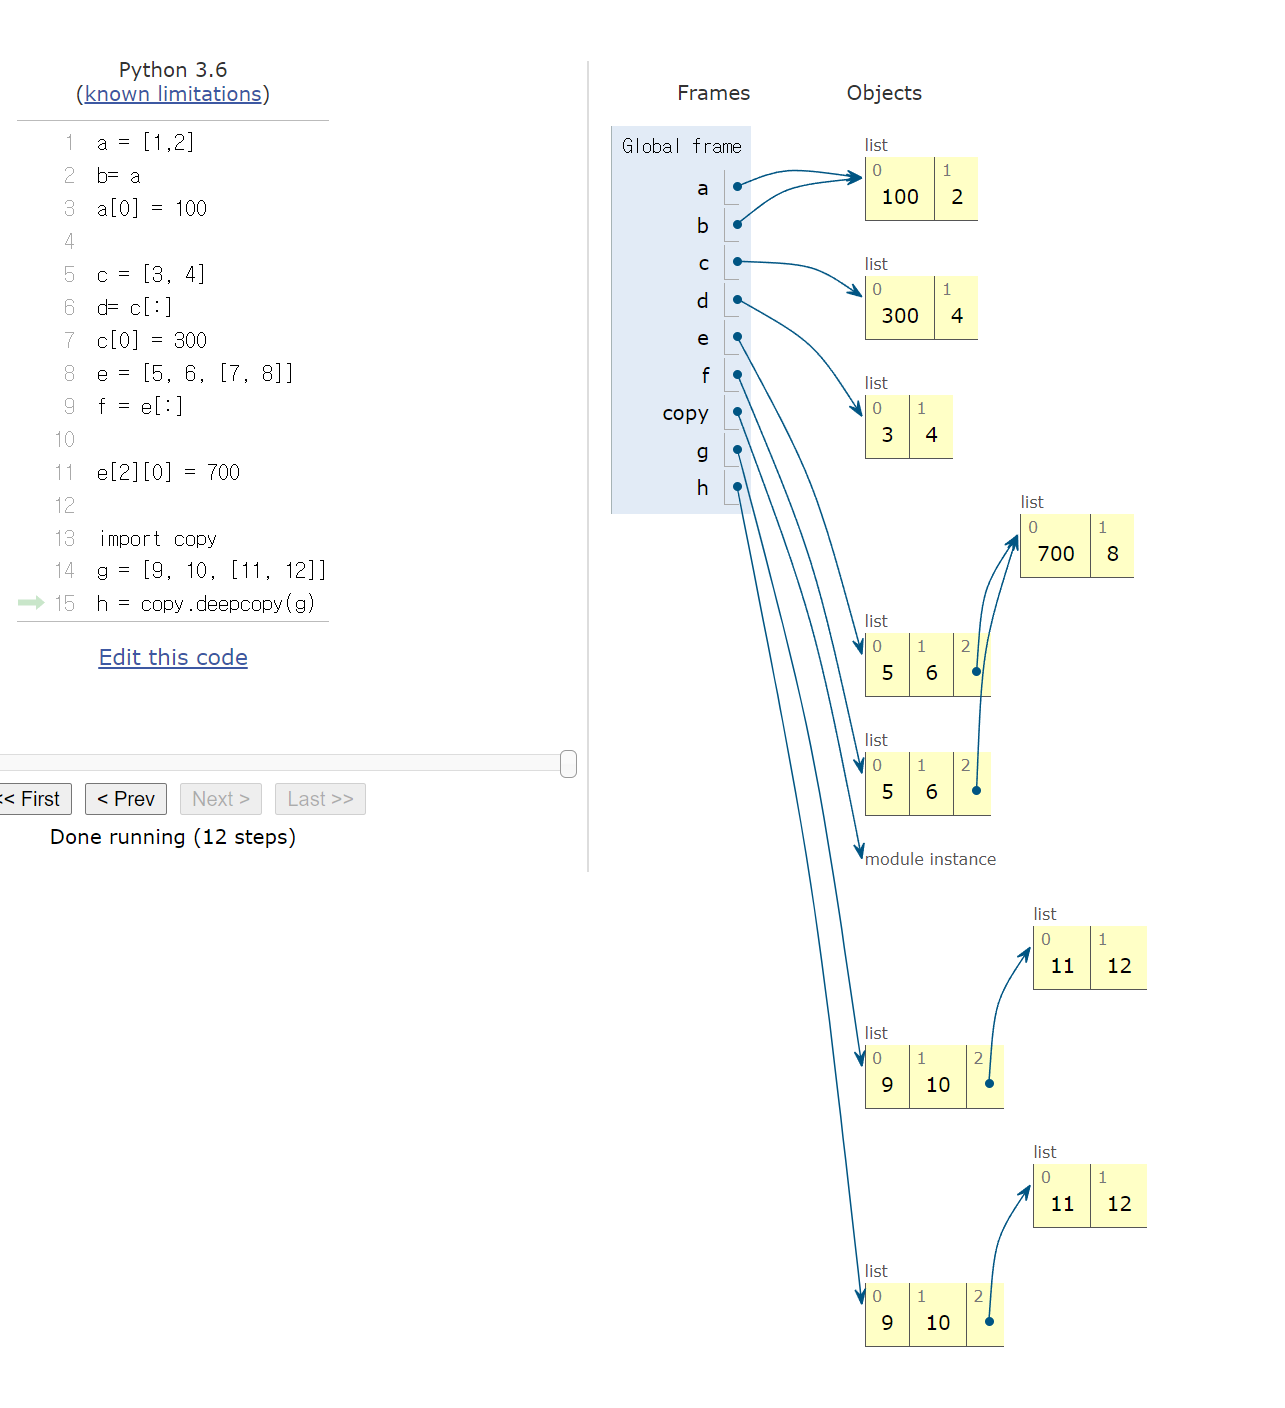 Python 3.6
(known limitations)
1 a = [1,2]
2 b= a
3 a[0] = 100
4
5 c = [3, 4]
6 d= c[:]
7 c[0] = 300
8 e = [5, 6, [7, 8]]
9 f = e[:]
10
11 e[2][0] = 700
12
13 import copy
14 g = [9, 10, [11, 12]]
15 h = copy.deepcopy(g)
Edit this code
<< First < Prev Next > Last >>
Done running (12 steps)
Frames Objects
Global frame
a
b
c
d
e
f
copy
g
h
list
0 1
100 2
list
0 1
300 4
list
0 1
3 4
list
0 1
700 8
list
0 1 2
5 6
list
0 1 2
5 6
module instance
list
0 1
11 12
list
0 1 2
9 10
list
0 1
11 12
list
0 1 2
9 10